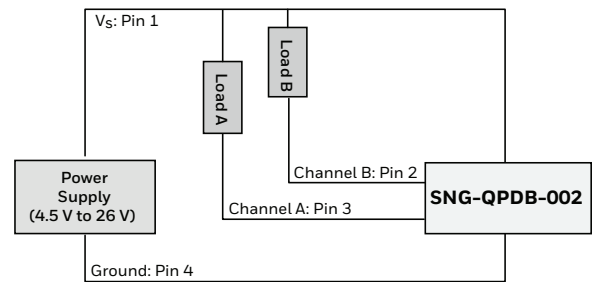 Vs: Pin 1
Load A
Load B
Channel B: Pin 2
Power
Supply
(4.5 V to 26 V)
SNG-QPDB-002
Channel A: Pin 3
Ground: Pin 4